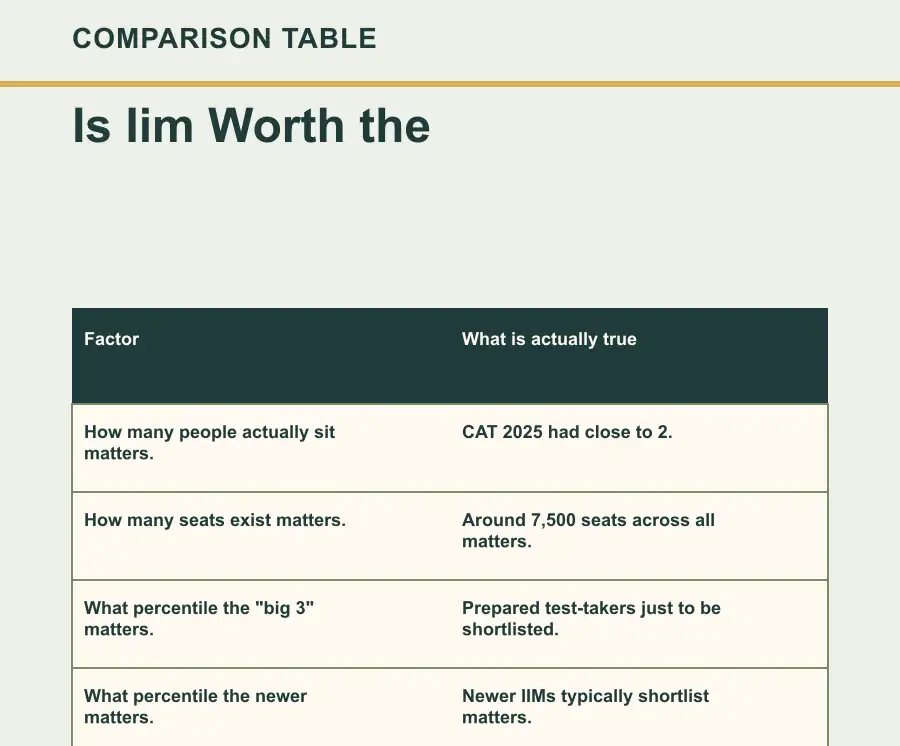 COMPARISON TABLE
Is Iim Worth the
Factor
What is actually true
How many people actually sit
matters.
CAT 2025 had close to 2.
How many seats exist matters.
Around 7,500 seats across all
matters.
What percentile the "big 3"
matters.
Prepared test-takers just to be
shortlisted.
What percentile the newer
matters.
Newer IIMs typically shortlist
matters.